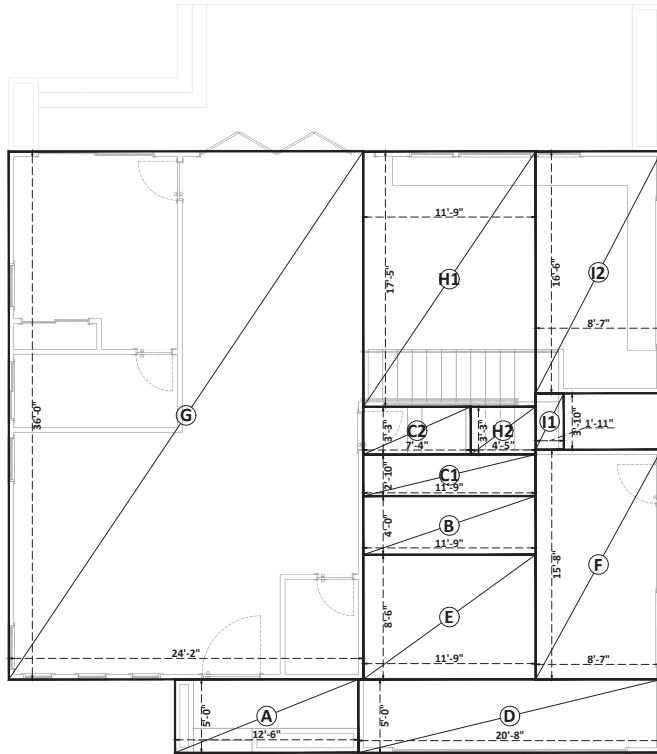 11'-9"
17'-5"
H1
16'-6"
I2
8'-7"
36'-0"
G
C2
3'-3"
7'-4"
H2
3'-3"
4'-5"
I1
3'-10"
1'-11"
C1
2'-10"
11'-9"
B
4'-0"
11'-9"
15'-8"
F
E
8'-6"
24'-2"
11'-9"
8'-7"
A
5'-0"
12'-6"
D
5'-0"
20'-8"